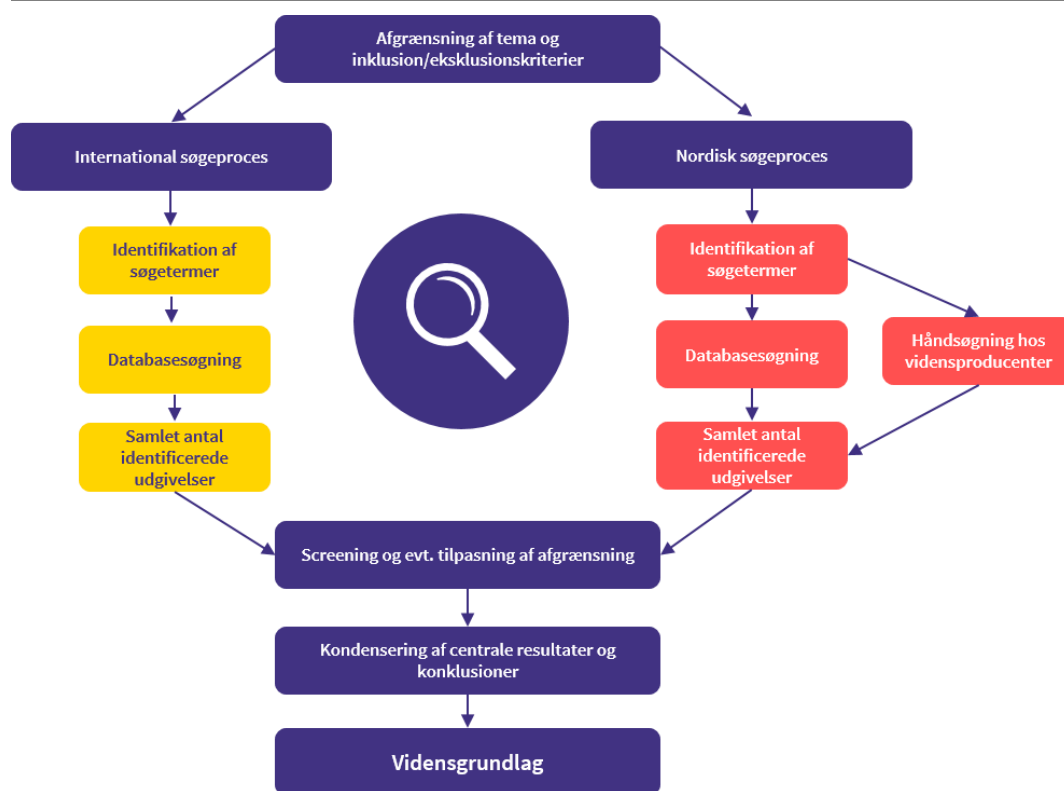 Afgrænsning af tema og
inklusion/eksklusionskriterier
International søgeproces
Nordisk søgeproces
Identifikation af
søgetermer
Identifikation af
søgetermer
Databasesøgning
Databasesøgning
Håndsøgning hos
vidensproducenter
Samlet antal
identificerede
udgivelser
Samlet antal
identificerede
udgivelser
Screening og evt. tilpasning af afgrænsning
Kondensering af centrale resultater og
konklusioner
Vidensgrundlag